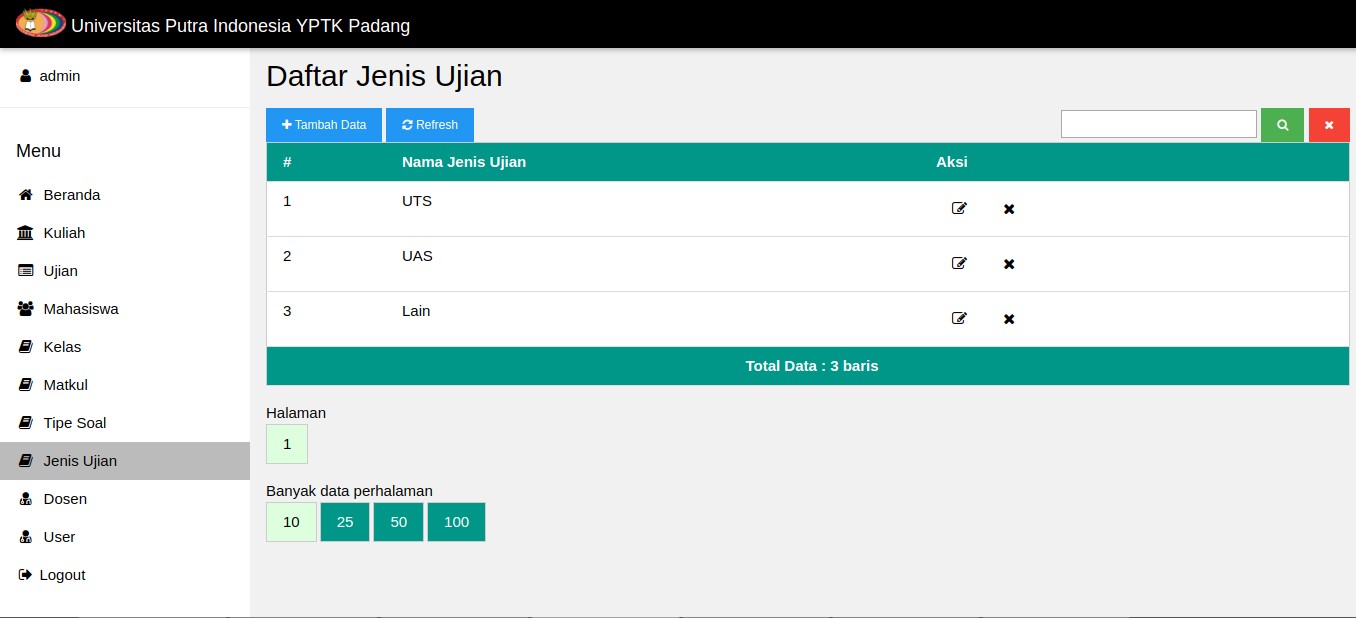 Universitas Putra Indonesia YPTK Padang
admin
Menu
Beranda
Kuliah
Ujian
Mahasiswa
Kelas
Matkul
Tipe Soal
Jenis Ujian
Dosen
User
Logout
Daftar Jenis Ujian
Tambah Data Refresh
# Nama Jenis Ujian Aksi
1 UTS
2 UAS
3 Lain
Total Data : 3 baris
Halaman
1
Banyak data perhalaman
10 25 50 100